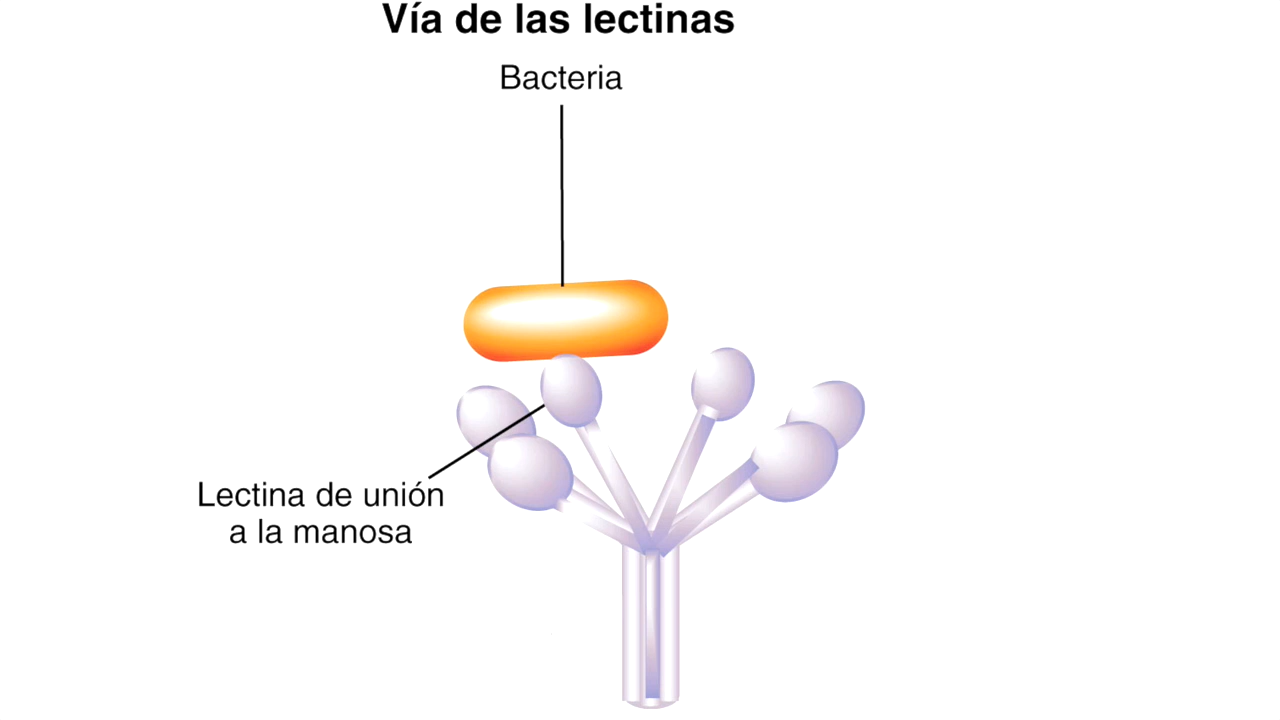 Vía de las lectinas
Bacteria
Lectina de unión
a la manosa